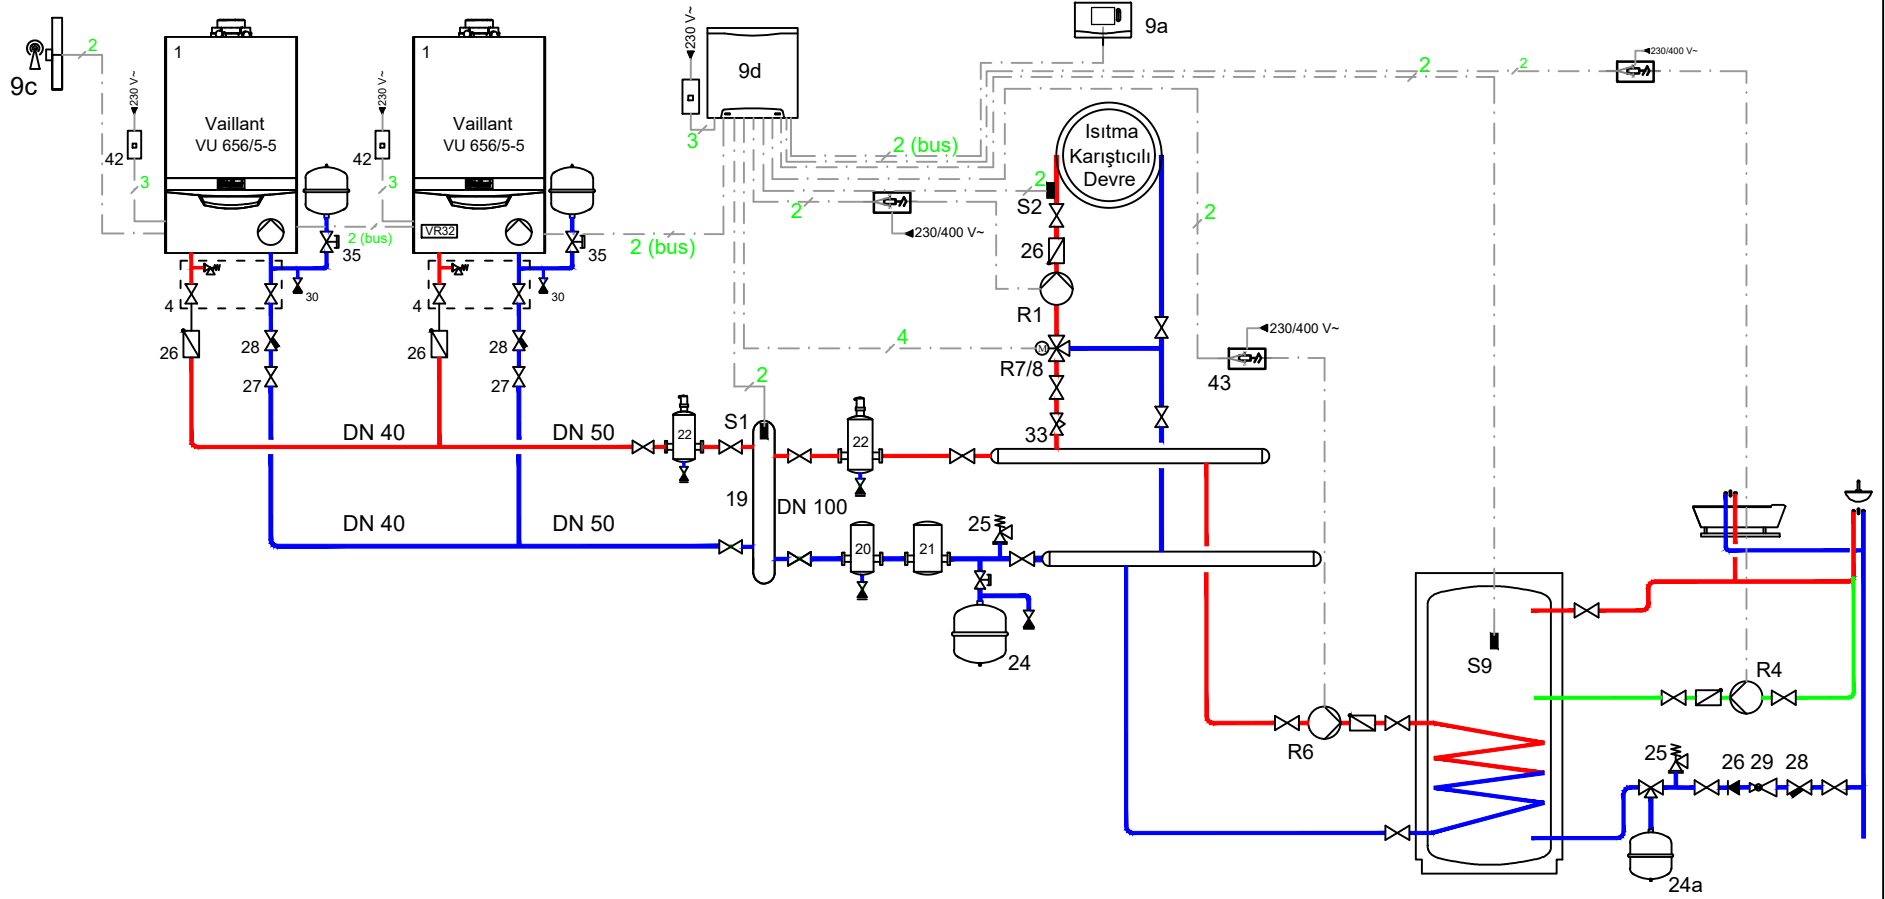 9c
2
230 V~
42
3
1
Vaillant
VU 656/5-5
35
30
4
26
28
27
2 (bus)
230 V~
42
3
1
Vaillant
VU 656/5-5
VR32
35
30
4
26
28
27
2 (bus)
230 V~
3
9d
9a
2 (bus)
2
2
230/400 V~
Isıtma
Karıştıcılı
Devre
2
S2
2
230/400 V~
2
26
R1
4
M
R7/8
33
230/400 V~
43
2
S1
DN 40
DN 50
22
22
19
DN 100
DN 40
DN 50
20
21
25
24
S9
R6
R4
25
26
29
28
24a